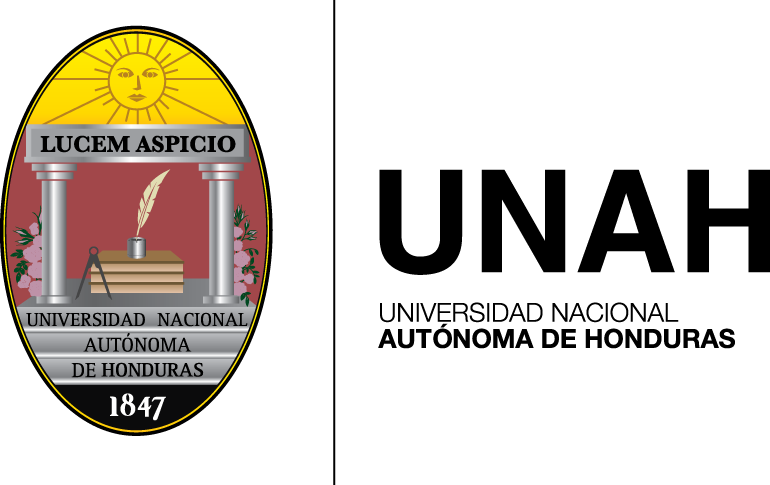 LUCEM ASPICIO
UNIVERSIDAD NACIONAL
AUTÓNOMA
DE HONDURAS
1847
UNAH
UNIVERSIDAD NACIONAL
AUTÓNOMA DE HONDURAS